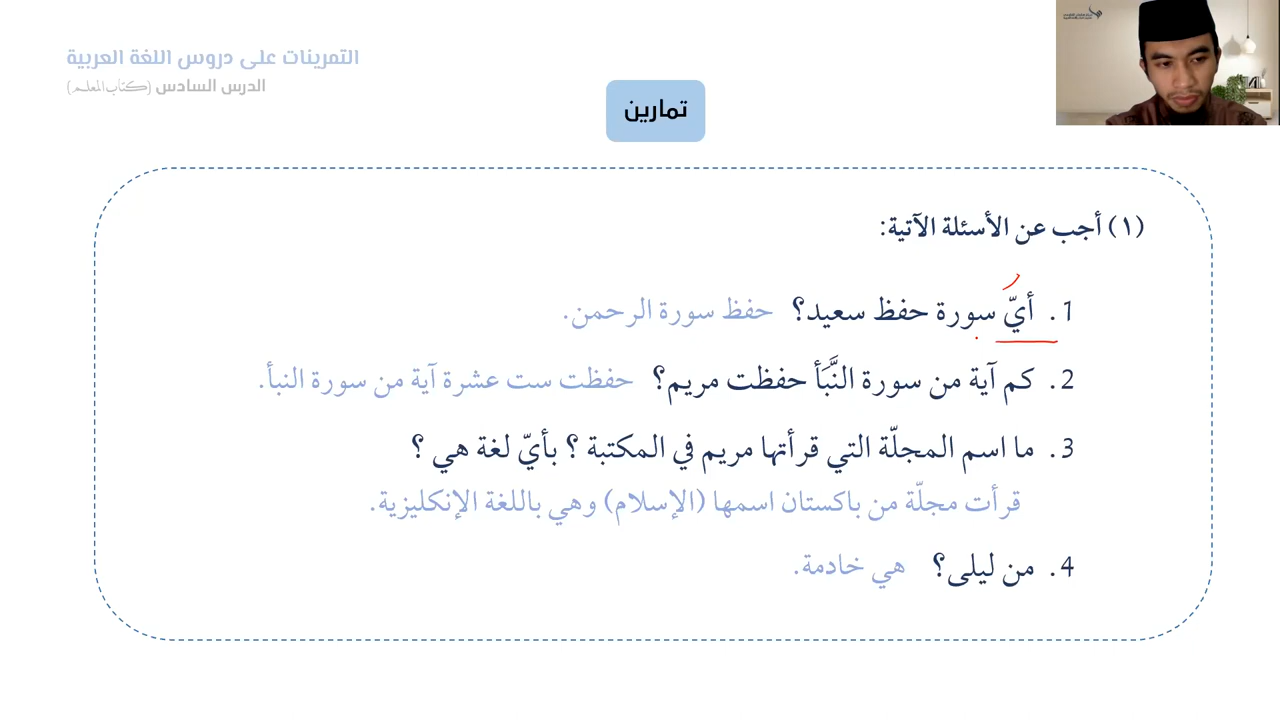 التمرينات على دروس اللغة العربية
الدرس السادس (كتاب المعلم)
تمارين
(١) أجب عن الأسئلة الآتية:
1. أيّ سورة حفظ سعيد؟ حفظ سورة الرحمن.
2. كم آية من سورة النَّبَأ حفظت مريم؟ حفظت ست عشرة آية من سورة النبأ.
3. ما اسم المجلّة التي قرأتها مريم في المكتبة ؟ بأيّ لغة هي ؟
قرأت مجلّة من باكستان اسمها (الإسلام) وهي باللغة الإنكليزية.
4. من ليلى؟ هي خادمة.